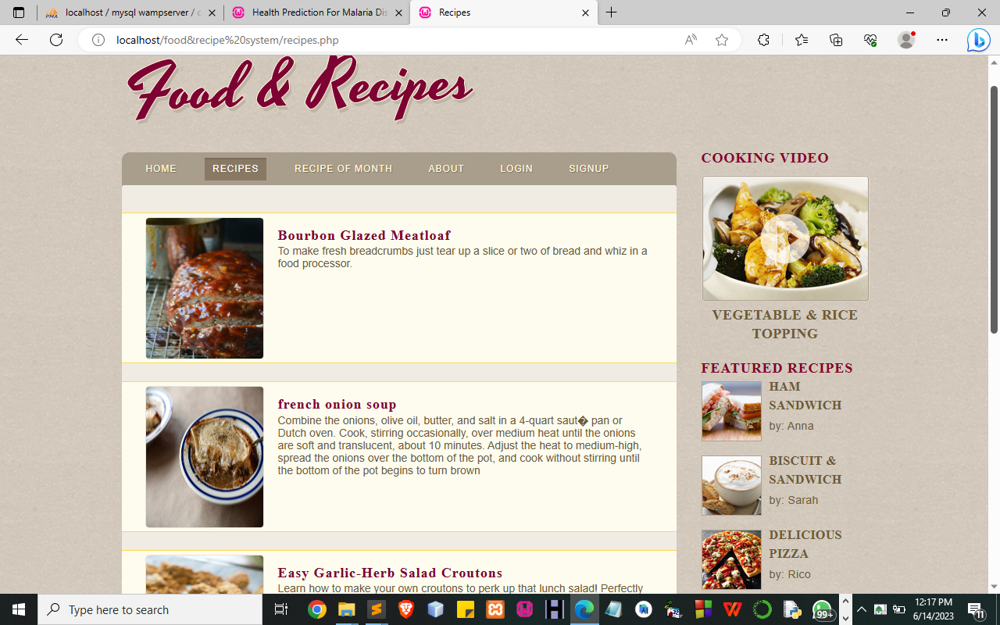 localhost / mysql wampserver / c
Health Prediction For Malaria Dis
Recipes
localhost/food&recipe%20system/recipes.php
Food & Recipes
HOME RECIPES RECIPE OF MONTH ABOUT LOGIN SIGNUP
Bourbon Glazed Meatloaf
To make fresh breadcrumbs just tear up a slice or two of bread and whiz in a
food processor.
french onion soup
Combine the onions, olive oil, butter, and salt in a 4-quart saut� pan or
Dutch oven. Cook, stirring occasionally, over medium heat until the onions
are soft and translucent, about 10 minutes. Adjust the heat to medium-high,
spread the onions over the bottom of the pot, and cook without stirring until
the bottom of the pot begins to turn brown
Easy Garlic-Herb Salad Croutons
Learn how to make your own croutons to perk up that lunch salad! Perfectly
COOKING VIDEO
VEGETABLE & RICE
TOPPING
FEATURED RECIPES
HAM
SANDWICH
by: Anna
BISCUIT &
SANDWICH
by: Sarah
DELICIOUS
PIZZA
by: Rico
Type here to search
99+
12:17 PM
6/14/2023
11